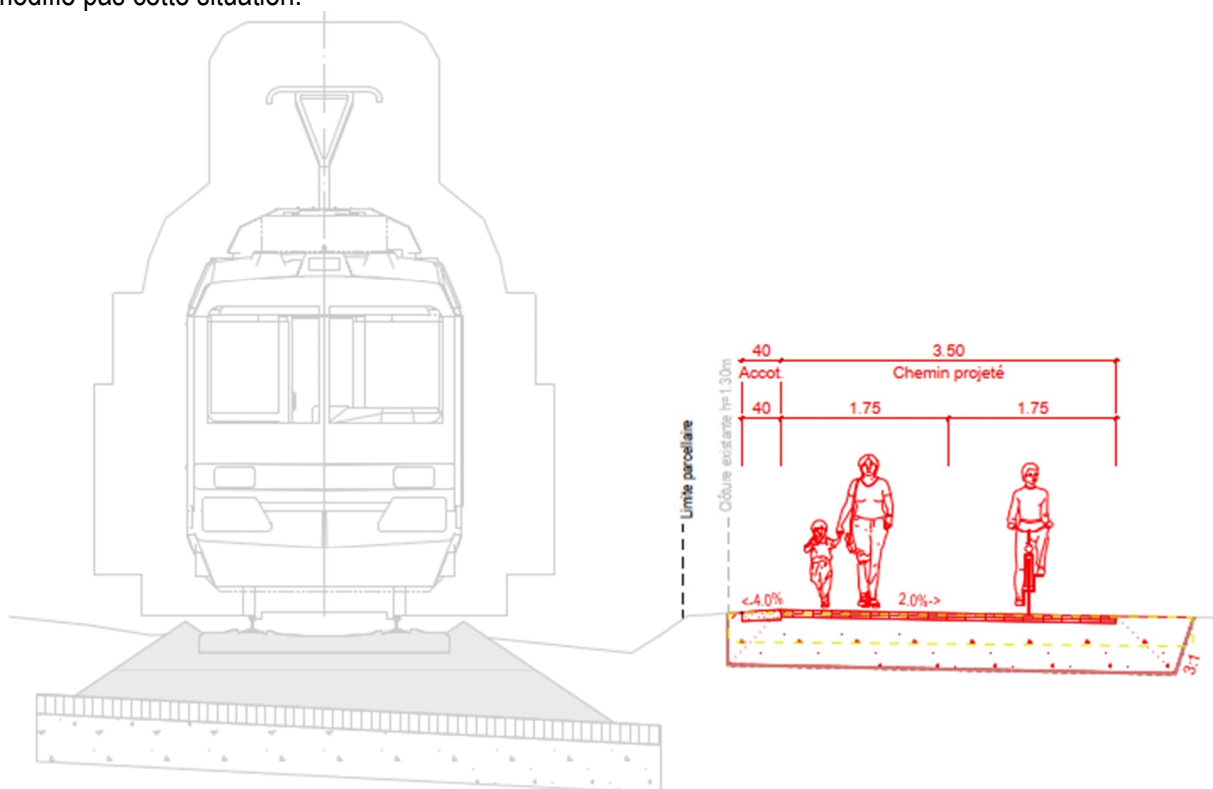 modifie pas cette situation.
40 3.50
Accot. Chemin projeté
40 1.75 1.75
Limite parcellaire
Clôture existante h=1.30m
<-4.0% 2.0%->
3:1